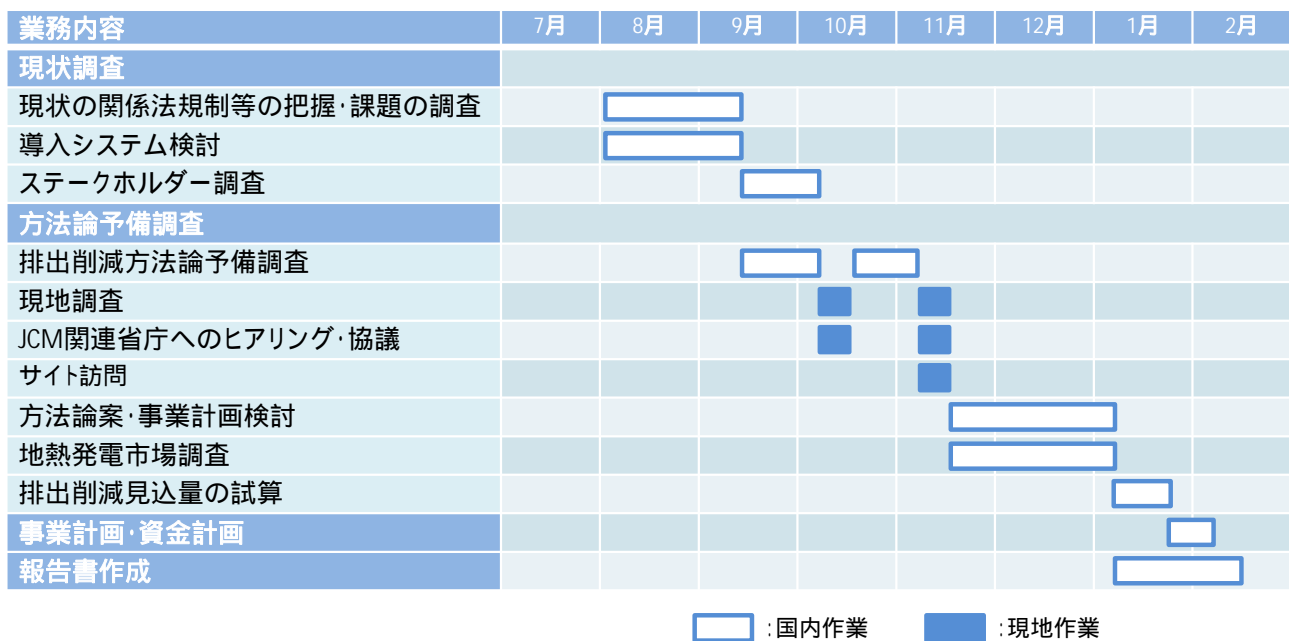 業務内容 7月 8月 9月 10月 11月 12月 1月 2月
現状調査
現状の関係法規制等の把握・課題の調査
導入システム検討
ステークホルダー調査
方法論予備調査
排出削減方法論予備調査
現地調査
JCM関連省庁へのヒアリング・協議
サイト訪問
方法論案・事業計画検討
地熱発電市場調査
排出削減見込量の試算
事業計画・資金計画
報告書作成
:国内作業 :現地作業